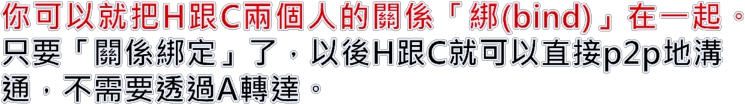 你可以就把H跟C兩個人的關係「綁(bind)」在一起。
只要「關係綁定」了，以後H跟C就可以直接p2p地溝
通，不需要透過A轉達。